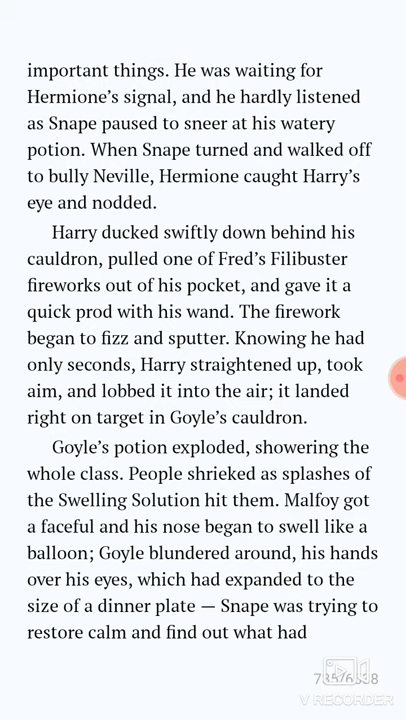 important things. He was waiting for
Hermione’s signal, and he hardly listened
as Snape paused to sneer at his watery
potion. When Snape turned and walked off
to bully Neville, Hermione caught Harry’s
eye and nodded.
Harry ducked swiftly down behind his
cauldron, pulled one of Fred’s Filibuster
fireworks out of his pocket, and gave it a
quick prod with his wand. The firework
began to fizz and sputter. Knowing he had
only seconds, Harry straightened up, took
aim, and lobbed it into the air; it landed
right on target in Goyle’s cauldron.
Goyle’s potion exploded, showering the
whole class. People shrieked as splashes of
the Swelling Solution hit them. Malfoy got
a faceful and his nose began to swell like a
balloon; Goyle blundered around, his hands
over his eyes, which had expanded to the
size of a dinner plate — Snape was trying to
restore calm and find out what had
V RECORDER